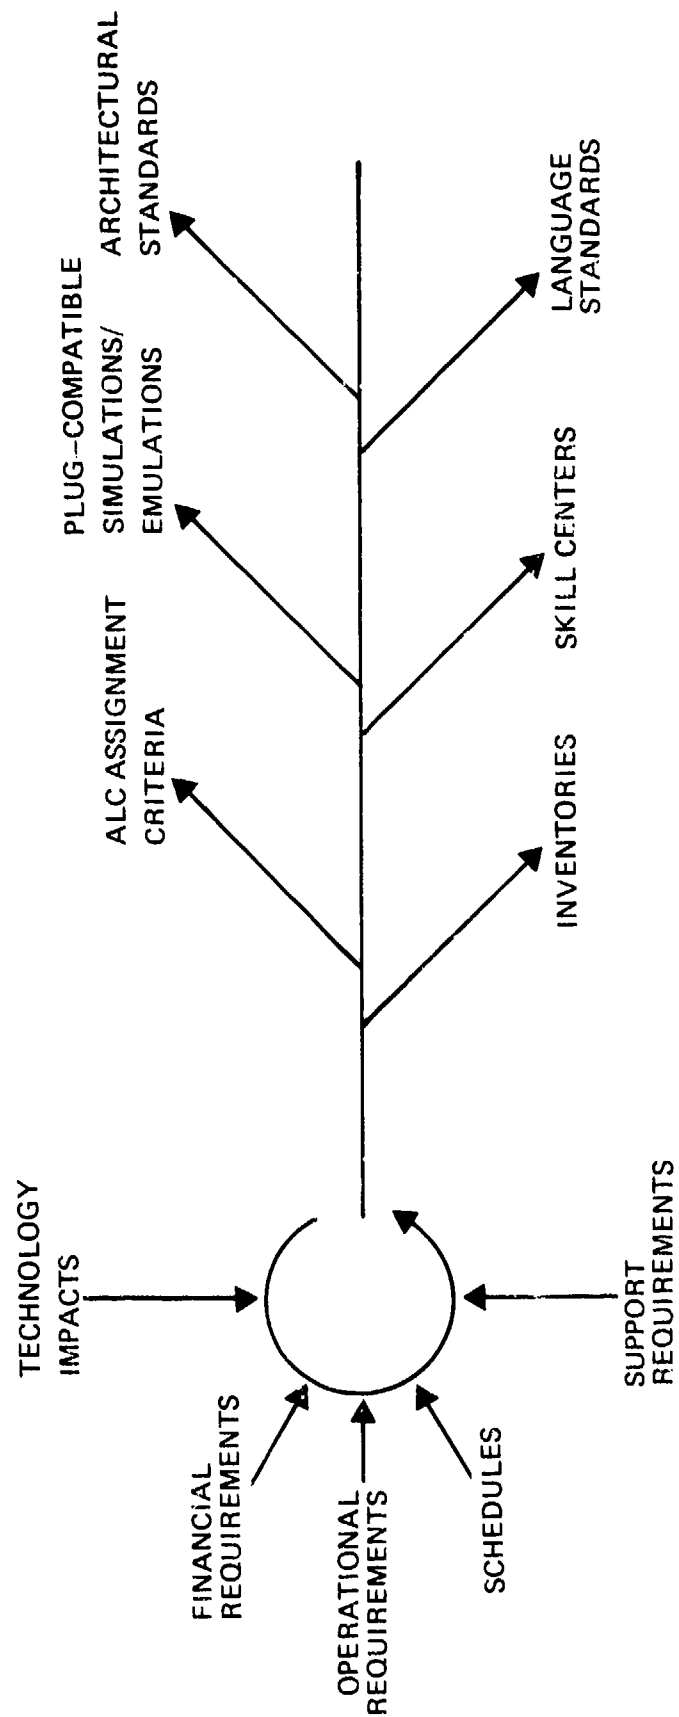 TECHNOLOGY
IMPACTS
FINANCIAL
REQUIREMENTS
OPERATIONAL
REQUIREMENTS
SCHEDULES
SUPPORT
REQUIREMENTS
ALC ASSIGNMENT
CRITERIA
PLUG-COMPATIBLE
SIMULATIONS/
EMULATIONS
ARCHITECTURAL
STANDARDS
INVENTORIES
SKILL CENTERS
LANGUAGE
STANDARDS